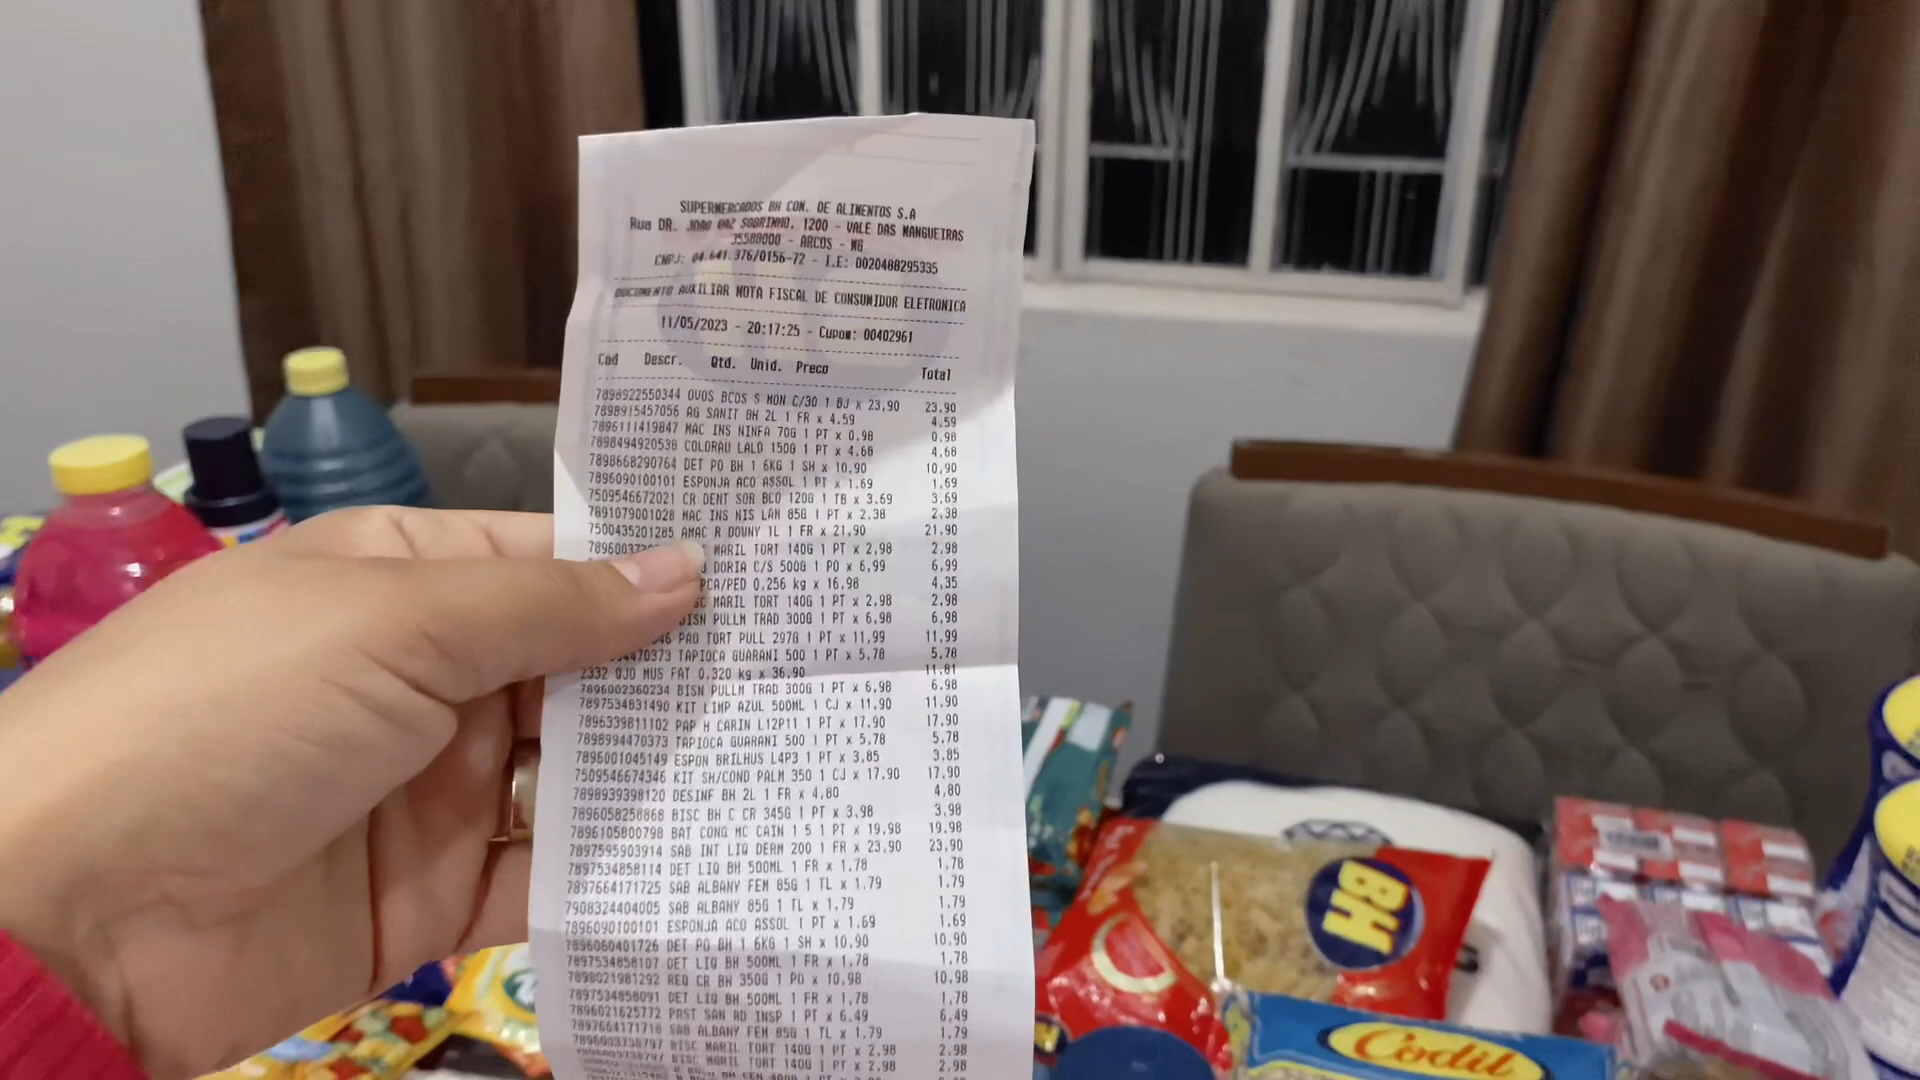 SUPERMERCADOS BH COM. DE ALIMENTOS S.A
Rua DR. JOAO VAZ SOBRINHO, 1200 - VALE DAS MANGUEIRAS
35588000 - ARCOS - MG
CNPJ: 04.641.376/0156-72 - I.E: 0020488295335
DOCUMENTO AUXILIAR NOTA FISCAL DE CONSUMIDOR ELETRONICA
11/05/2023 - 20:17:25 - Cupom: 00402961
Cod Descr. Qtd. Unid. Preco Total
7898922550344 OVOS BCOS S MON C/30 1 BJ x 23,90 23,90
7898915457056 AG SANIT BH 2L 1 FR x 4.59 4.59
7896111419847 MAC INS NINFA 70G 1 PT x 0.98 0.98
7898494920538 COLORAU LALO 150G 1 PT x 4.68 4,68
7898668290764 DET PO BH 1 6KG 1 SH x 10.90 10,90
7896090100101 ESPONJA ACO ASSOL 1 PT x 1.69 1,69
7509546672021 CR DENT SOR BCO 120G 1 TB x 3.69 3,69
7891079001028 MAC INS NIS LAM 85G 1 PT x 2.38 2,38
7500435201285 AMAC R DOWNY 1L 1 FR x 21,90 21.90
MARIL TORT 140G 1 PT x 2,98 2,98
DORIA C/S 500G 1 PO x 6,99 6,99
PCA/PED 0,256 kg x 16,98 4,35
MARIL TORT 140G 1 PT x 2,98 2,98
BISN PULLM TRAD 300G 1 PT x 6,98 6,98
46 PAO TORT PULL 297G 1 PT x 11,99 11,99
4470373 TAPIOCA GUARANI 500 1 PT x 5,78 5,78
2332 QJO MUS FAT 0,320 kg x 36,90 11,81
7896002360234 BISN PULLM TRAD 300G 1 PT x 6,98 6,98
7897534831490 KIT LIMP AZUL 500ML 1 CJ x 11,90 11,90
7896339811102 PAP H CARIN L12P11 1 PT x 17,90 17,90
7898994470373 TAPIOCA GUARANI 500 1 PT x 5,78 5,78
7896001045149 ESPON BRILHUS L4P3 1 PT x 3,85 3,85
7509546674346 KIT SH/COND PALM 350 1 CJ x 17,90 17,90
7898939398120 DESINF BH 2L 1 FR x 4,80 4,80
7896058258868 BISC BH C CR 345G 1 PT x 3,98 3,98
7896105800798 BAT CONG MC CAIN 1 5 1 PT x 19,98 19,98
7897595903914 SAB INT LIQ DERM 200 1 FR x 23,90 23,90
7897534858114 DET LIQ BH 500ML 1 FR x 1,78 1,78
7897664171725 SAB ALBANY FEM 85G 1 TL x 1,79 1,79
7908324404005 SAB ALBANY 85G 1 TL x 1,79 1,79
7896090100101 ESPONJA ACO ASSOL 1 PT x 1,69 1,69
7896060401726 DET PO BH 1 6KG 1 SH x 10,90 10,90
7897534858107 DET LIQ BH 500ML 1 FR x 1,78 1,78
7898021981292 REQ CR BH 350G 1 PO x 10,98 10,98
7897534858091 DET LIQ BH 500ML 1 FR x 1,78 1,78
7896021625772 PRST SAN AD INSP 1 PT x 6,49 6,49
7897664171718 SAB ALBANY FEM 85G 1 TL x 1,79 1,79
7896003738797 BISC MARIL TORT 140G 1 PT x 2,98 2,98
7896003738797 BISC MARIL TORT 140G 1 PT x 2,98 2,98
BH
Codil